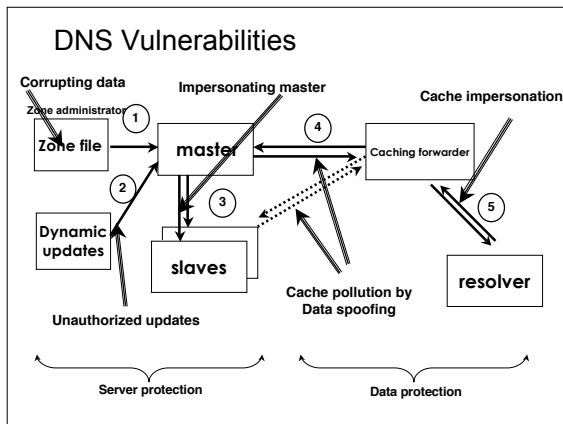 DNS Vulnerabilities
Corrupting data
Impersonating master
Cache impersonation
Zone administrator
1
4
Zone file
master
Caching forwarder
2
3
5
Dynamic
updates
slaves
resolver
Cache pollution by
Data spoofing
Unauthorized updates
Server protection
Data protection